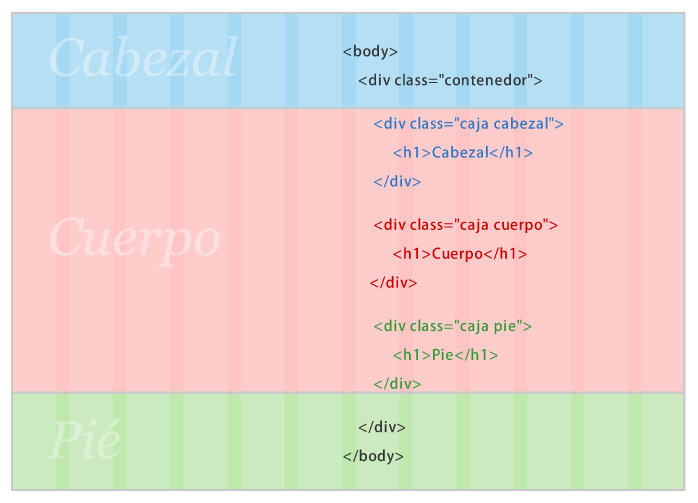 Cabezal
<body>
<div class="contenedor">
<div class="caja cabezal">
<h1>Cabezal</h1>
</div>
Cuerpo
<div class="caja cuerpo">
<h1>Cuerpo</h1>
</div>
<div class="caja pie">
<h1>Pie</h1>
</div>
Pié
</div>
</body>